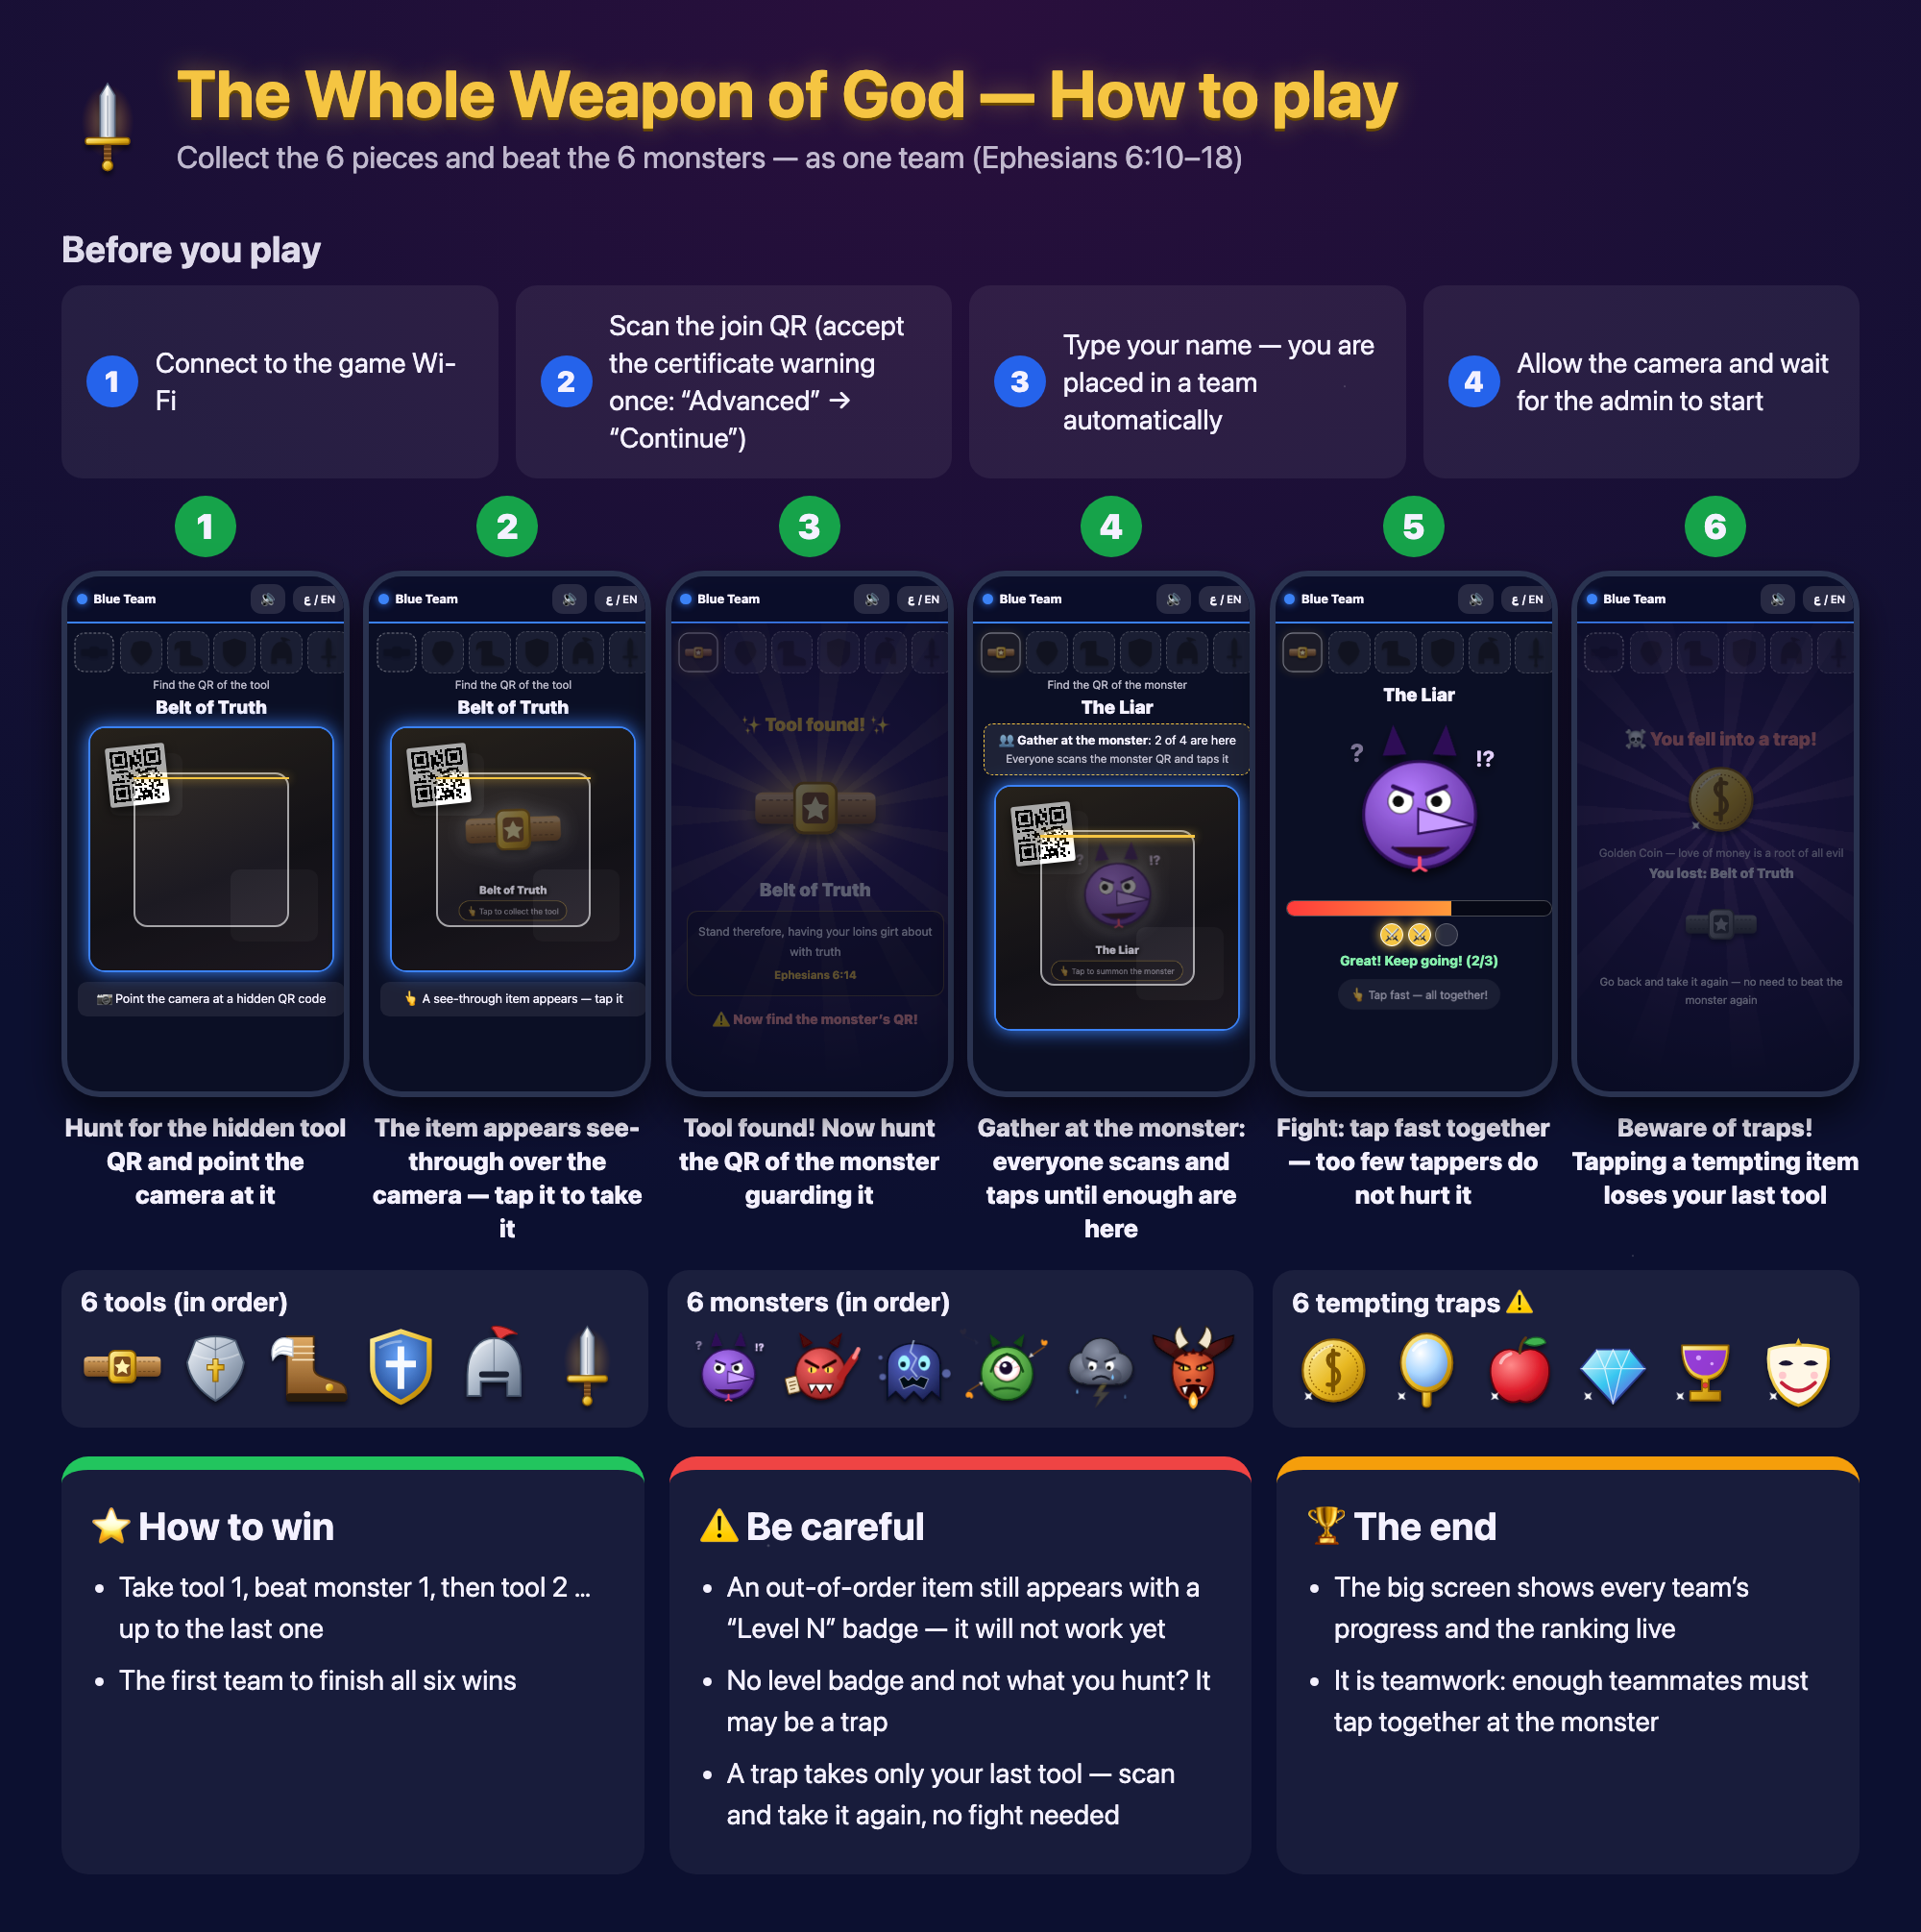 The Whole Weapon of God — How to play
Collect the 6 pieces and beat the 6 monsters — as one team (Ephesians 6:10–18)
Before you play
1
Connect to the game Wi-
Fi
2
Scan the join QR (accept
the certificate warning
once: “Advanced” →
“Continue”)
3
Type your name — you are
placed in a team
automatically
4
Allow the camera and wait
for the admin to start
1
Blue Team
ع / EN
Find the QR of the tool
Belt of Truth
Point the camera at a hidden QR code
Hunt for the hidden tool
QR and point the
camera at it
2
Blue Team
ع / EN
Find the QR of the tool
Belt of Truth
Belt of Truth
Tap to collect the tool
A see-through item appears — tap it
The item appears see-
through over the
camera — tap it to take
it
3
Blue Team
ع / EN
Tool found!
Belt of Truth
Stand therefore, having your loins girt about
with truth
Ephesians 6:14
Now find the monster’s QR!
Tool found! Now hunt
the QR of the monster
guarding it
4
Blue Team
ع / EN
Find the QR of the monster
The Liar
Gather at the monster: 2 of 4 are here
Everyone scans the monster QR and taps it
? !?
The Liar
Tap to summon the monster
Gather at the monster:
everyone scans and
taps until enough are
here
5
Blue Team
ع / EN
The Liar
? !?
Great! Keep going! (2/3)
Tap fast — all together!
Fight: tap fast together
— too few tappers do
not hurt it
6
Blue Team
ع / EN
You fell into a trap!
$
Golden Coin — love of money is a root of all evil
You lost: Belt of Truth
Go back and take it again — no need to beat the
monster again
Beware of traps!
Tapping a tempting item
loses your last tool
6 tools (in order)
6 monsters (in order)
? !?
6 tempting traps
$
How to win
• Take tool 1, beat monster 1, then tool 2 …
up to the last one
• The first team to finish all six wins
Be careful
• An out-of-order item still appears with a
“Level N” badge — it will not work yet
• No level badge and not what you hunt? It
may be a trap
• A trap takes only your last tool — scan
and take it again, no fight needed
The end
• The big screen shows every team’s
progress and the ranking live
• It is teamwork: enough teammates must
tap together at the monster